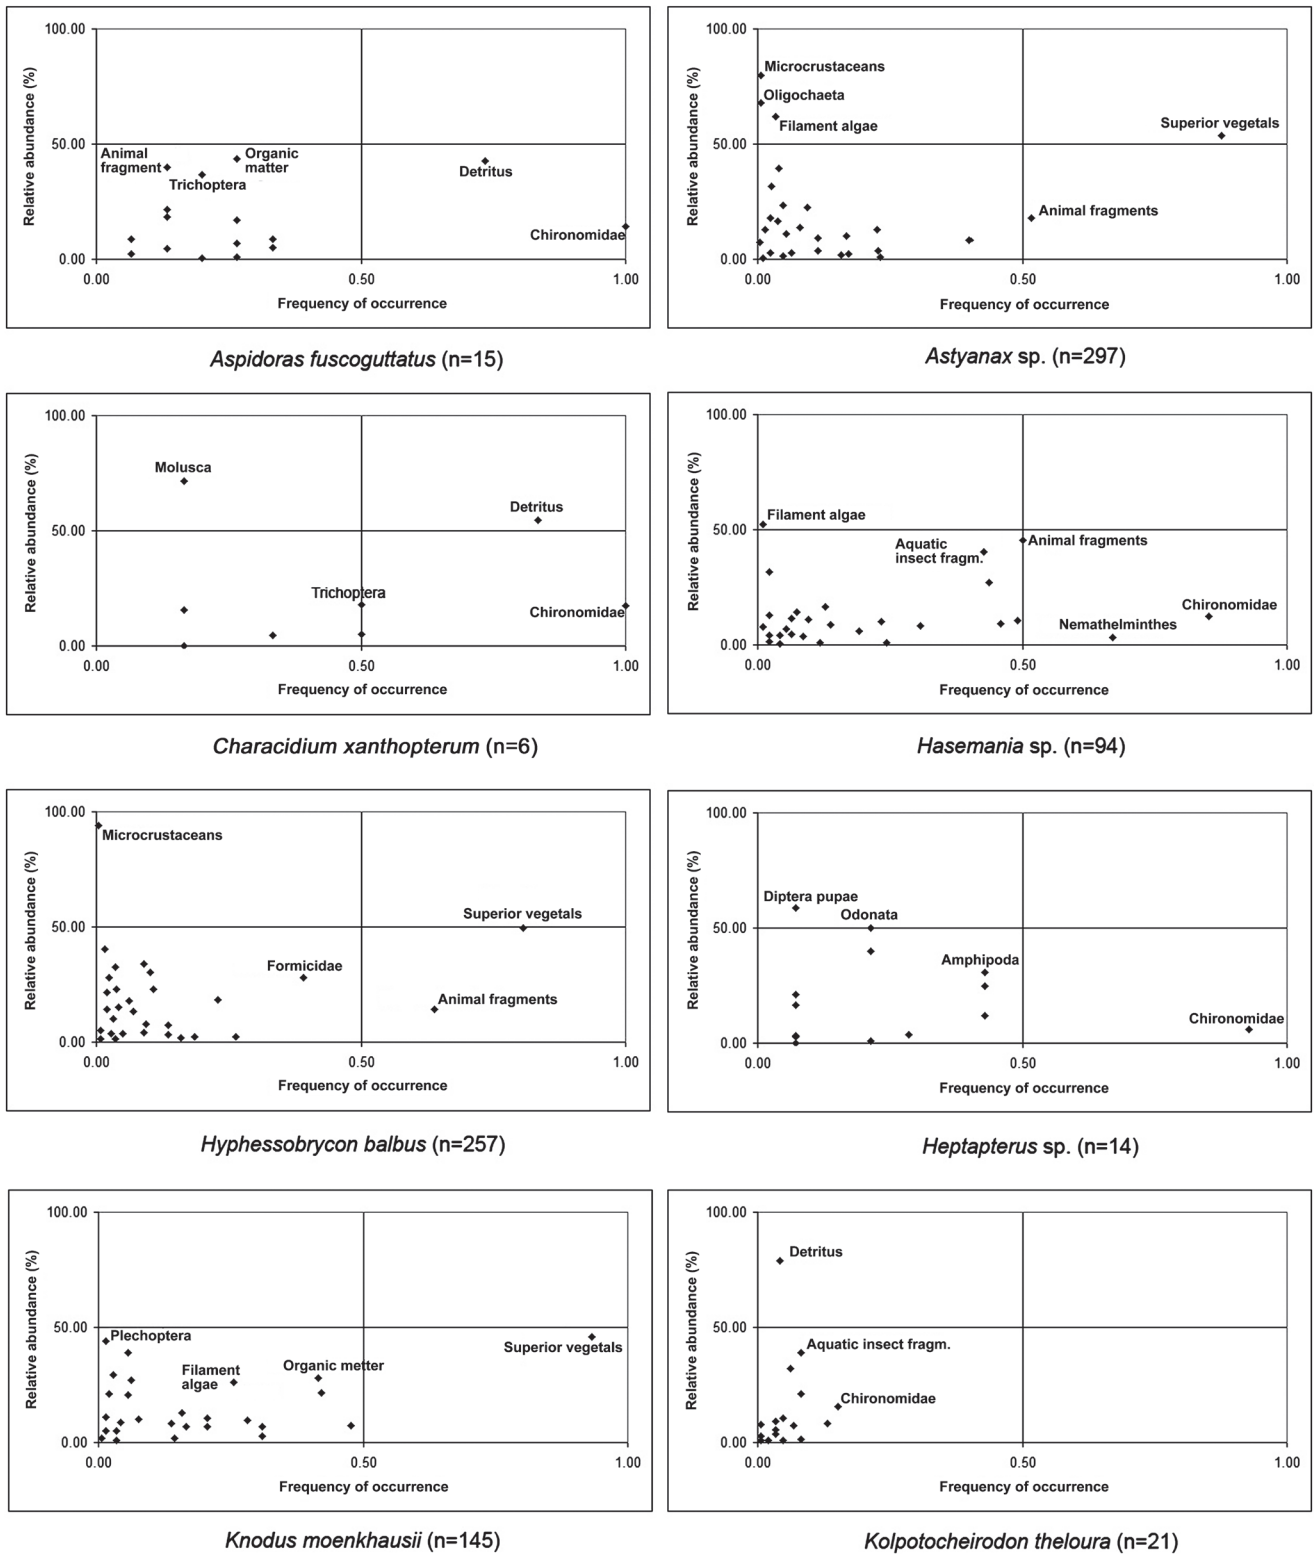 100.00
50.00
0.00
Relative abundance (%)
Animal
fragment
Trichoptera
Organic
matter
Detritus
Chironomidae
0.00 0.50 1.00
Frequency of occurrence
Aspidoras fuscoguttatus (n=15)
100.00
50.00
0.00
Relative abundance (%)
Microcrustaceans
Oligochaeta
Filament algae
Superior vegetals
Animal fragments
0.00 0.50 1.00
Frequency of occurrence
Astyanax sp. (n=297)
100.00
50.00
0.00
Relative abundance (%)
Molusca
Detritus
Trichoptera
Chironomidae
0.00 0.50 1.00
Frequency of occurrence
Characidium xanthopterum (n=6)
100.00
50.00
0.00
Relative abundance (%)
Filament algae
Aquatic
insect fragm.
Animal fragments
Chironomidae
Nemathelminthes
0.00 0.50 1.00
Frequency of occurrence
Hasemania sp. (n=94)
100.00
50.00
0.00
Relative abundance (%)
Microcrustaceans
Superior vegetals
Formicidae
Animal fragments
0.00 0.50 1.00
Frequency of occurrence
Hyphessobrycon balbus (n=257)
100.00
50.00
0.00
Relative abundance (%)
Diptera pupae
Odonata
Amphipoda
Chironomidae
0.00 0.50 1.00
Frequency of occurrence
Heptapterus sp. (n=14)
100.00
50.00
0.00
Relative abundance (%)
Plechoptera
Filament
algae
Organic metter
Superior vegetals
0.00 0.50 1.00
Frequency of occurrence
Knodus moenkhausii (n=145)
100.00
50.00
0.00
Relative abundance (%)
Detritus
Aquatic insect fragm.
Chironomidae
0.00 0.50 1.00
Frequency of occurrence
Kolpotocheirodon theloura (n=21)